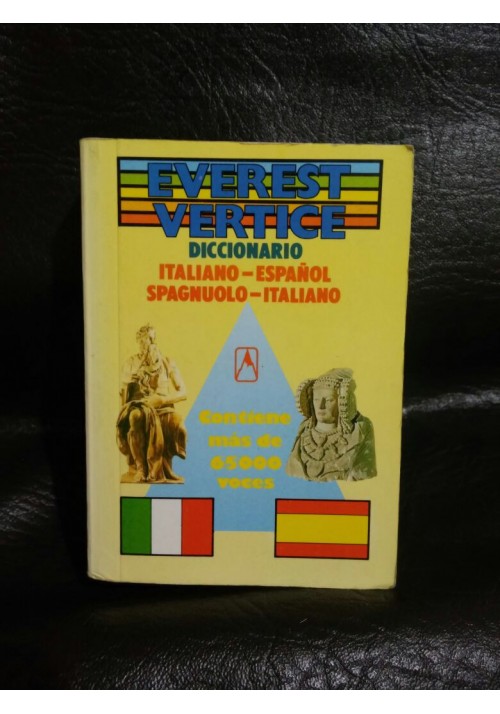 EVEREST
VERTICE
DICCIONARIO
ITALIANO-ESPAÑOL
SPAGNUOLO-ITALIANO
Contiene
más de
65000
voces